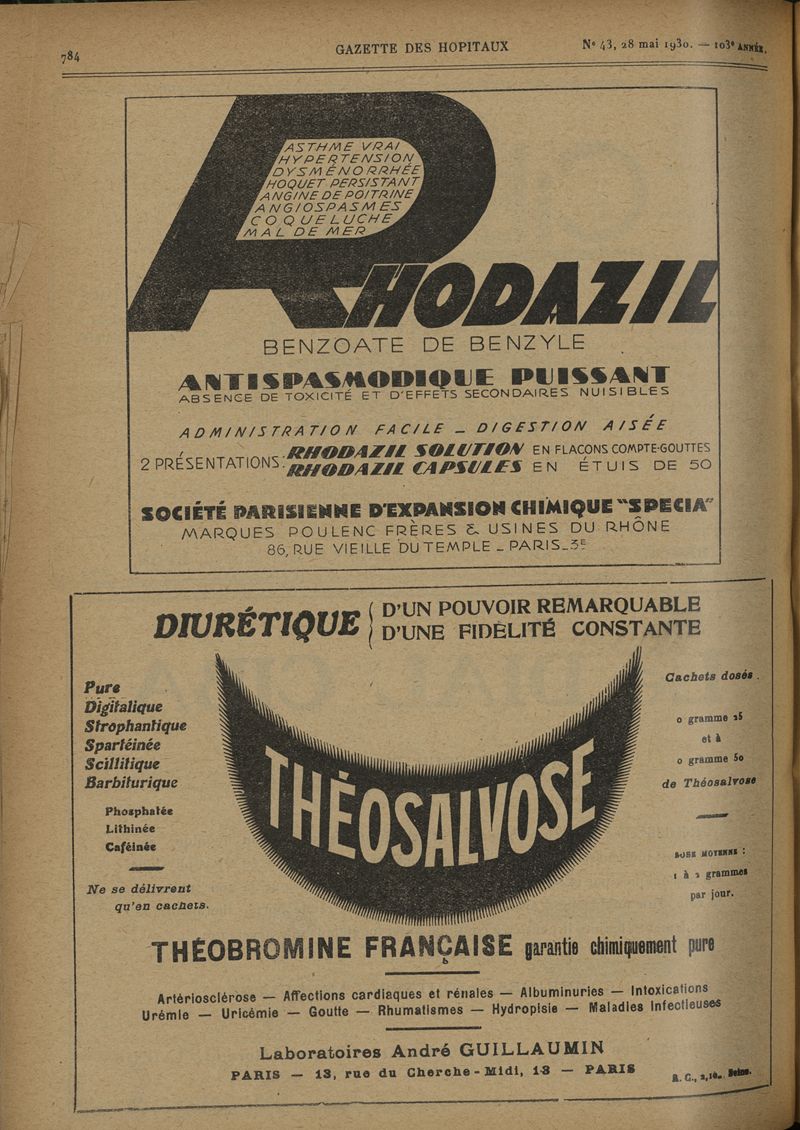 784
GAZETTE DES HOPITAUX
Nº 43, 28 mai 1930. — 103e ANNÉE.
ASTHME VRAI
HYPERTENSION
DYSMÉNORRHÉE
HOQUET PERSISTANT
ANGINE DE POITRINE
ANGIOSPASMES
COQUELUCHE
MAL DE MER
RHODAZIL
BENZOATE DE BENZYLE
ANTISPASMODIQUE PUISSANT
ABSENCE DE TOXICITÉ ET D'EFFETS SECONDAIRES NUISIBLES
ADMINISTRATION FACILE _ DIGESTION AISÉE
2 PRÉSENTATIONS:
RHODAZIL SOLUTION EN FLACONS COMPTE-GOUTTES
RHODAZIL CAPSULES EN ÉTUIS DE 50
SOCIÉTÉ PARISIENNE D'EXPANSION CHIMIQUE "SPECIA"
MARQUES POULENC FRÈRES & USINES DU RHÔNE
86, RUE VIEILLE DU TEMPLE _ PARIS_3E
DIURÉTIQUE
D'UN POUVOIR REMARQUABLE
D'UNE FIDÉLITÉ CONSTANTE
Pure
Digitalique
Strophantique
Spartéinée
Scillitique
Barbiturique
Phosphatée
Lithinée
Caféinée
Ne se délivrent
qu'en cachets.
THÉOSALVOSE
Cachets dosés
0 gramme 25
et à
0 gramme 50
de Théosalvose
DOSE MOYENNE :
1 à 2 grammes
par jour.
THÉOBROMINE FRANÇAISE garantie chimiquement pure
Artériosclérose — Affections cardiaques et rénales — Albuminuries — Intoxications
Urémie — Uricémie — Goutte — Rhumatismes — Hydropisie — Maladies infectieuses
Laboratoires André GUILLAUMIN
PARIS — 13, rue du Cherche-Midi, 13 — PARIS
R. C., Seine.